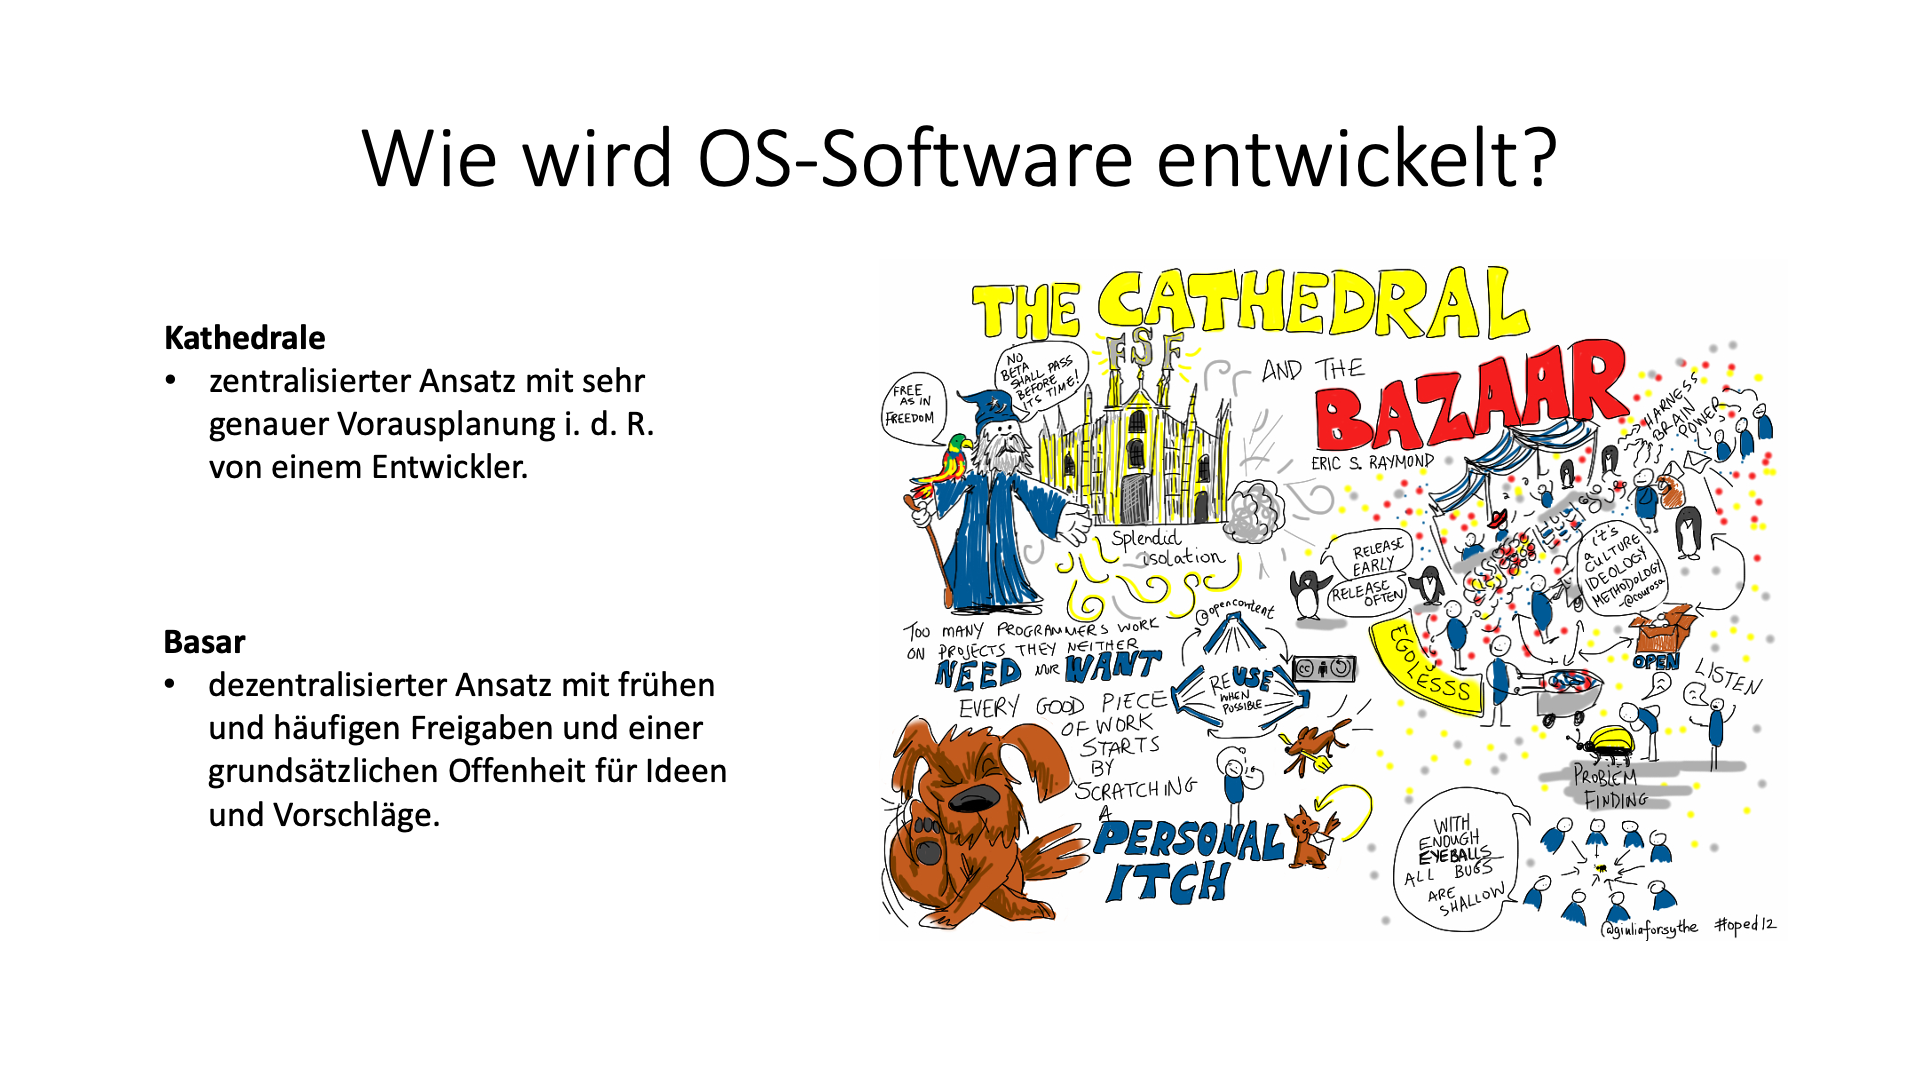 Wie wird OS-Software entwickelt?
Kathedrale
• zentralisierter Ansatz mit sehr
genauer Vorausplanung i. d. R.
von einem Entwickler.
Basar
• dezentralisierter Ansatz mit frühen
und häufigen Freigaben und einer
grundsätzlichen Offenheit für Ideen
und Vorschläge.
THE CATHEDRAL
AND THE
BAZAAR
ERIC S. RAYMOND
FSF
NO
BETA
SHALL PASS
BEFORE
ITS TIME!
FREE
AS IN
FREEDOM
Splendid
isolation
HARNESS
BRAIN
POWER
RELEASE
EARLY
RELEASE
OFTEN
it's
a
CULTURE
IDEOLOGY
METHODOLOGY
@opencontent
TOO MANY PROGRAMMERS WORK
ON PROJECTS THEY NEITHER
NEED NOR WANT
REUSE
WHEN
POSSIBLE
cc
EGOLESSS
OPEN
LISTEN
EVERY GOOD PIECE
OF WORK
STARTS
BY
SCRATCHING
A
PERSONAL
ITCH
PROBLEM
FINDING
WITH
ENOUGH
EYEBALLS
ALL BUGS
ARE
SHALLOW
@giuliaforsythe #oped12